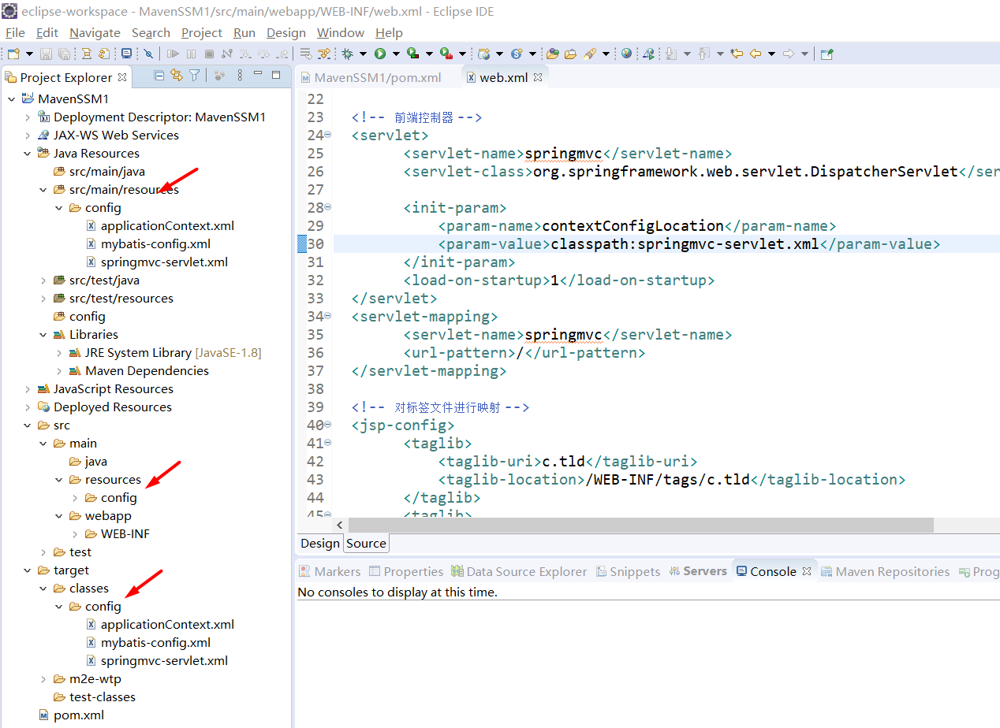 eclipse-workspace - MavenSSM1/src/main/webapp/WEB-INF/web.xml - Eclipse IDE
File Edit Navigate Search Project Run Design Window Help
Project Explorer
MavenSSM1
Deployment Descriptor: MavenSSM1
JAX-WS Web Services
Java Resources
src/main/java
src/main/resources
config
applicationContext.xml
mybatis-config.xml
springmvc-servlet.xml
src/test/java
src/test/resources
config
Libraries
JRE System Library [JavaSE-1.8]
Maven Dependencies
JavaScript Resources
Deployed Resources
src
main
java
resources
config
webapp
WEB-INF
test
target
classes
config
applicationContext.xml
mybatis-config.xml
springmvc-servlet.xml
m2e-wtp
test-classes
pom.xml
MavenSSM1/pom.xml web.xml
22
23 <!-- 前端控制器 -->
24 <servlet>
25 <servlet-name>springmvc</servlet-name>
26 <servlet-class>org.springframework.web.servlet.DispatcherServlet</ser
27
28 <init-param>
29 <param-name>contextConfigLocation</param-name>
30 <param-value>classpath:springmvc-servlet.xml</param-value>
31 </init-param>
32 <load-on-startup>1</load-on-startup>
33 </servlet>
34 <servlet-mapping>
35 <servlet-name>springmvc</servlet-name>
36 <url-pattern>/</url-pattern>
37 </servlet-mapping>
38
39 <!-- 对标签文件进行映射 -->
40 <jsp-config>
41 <taglib>
42 <taglib-uri>c.tld</taglib-uri>
43 <taglib-location>/WEB-INF/tags/c.tld</taglib-location>
44 </taglib>
45 <taglib>
Design Source
Markers Properties Data Source Explorer Snippets Servers Console Maven Repositories Prog
No consoles to display at this time.